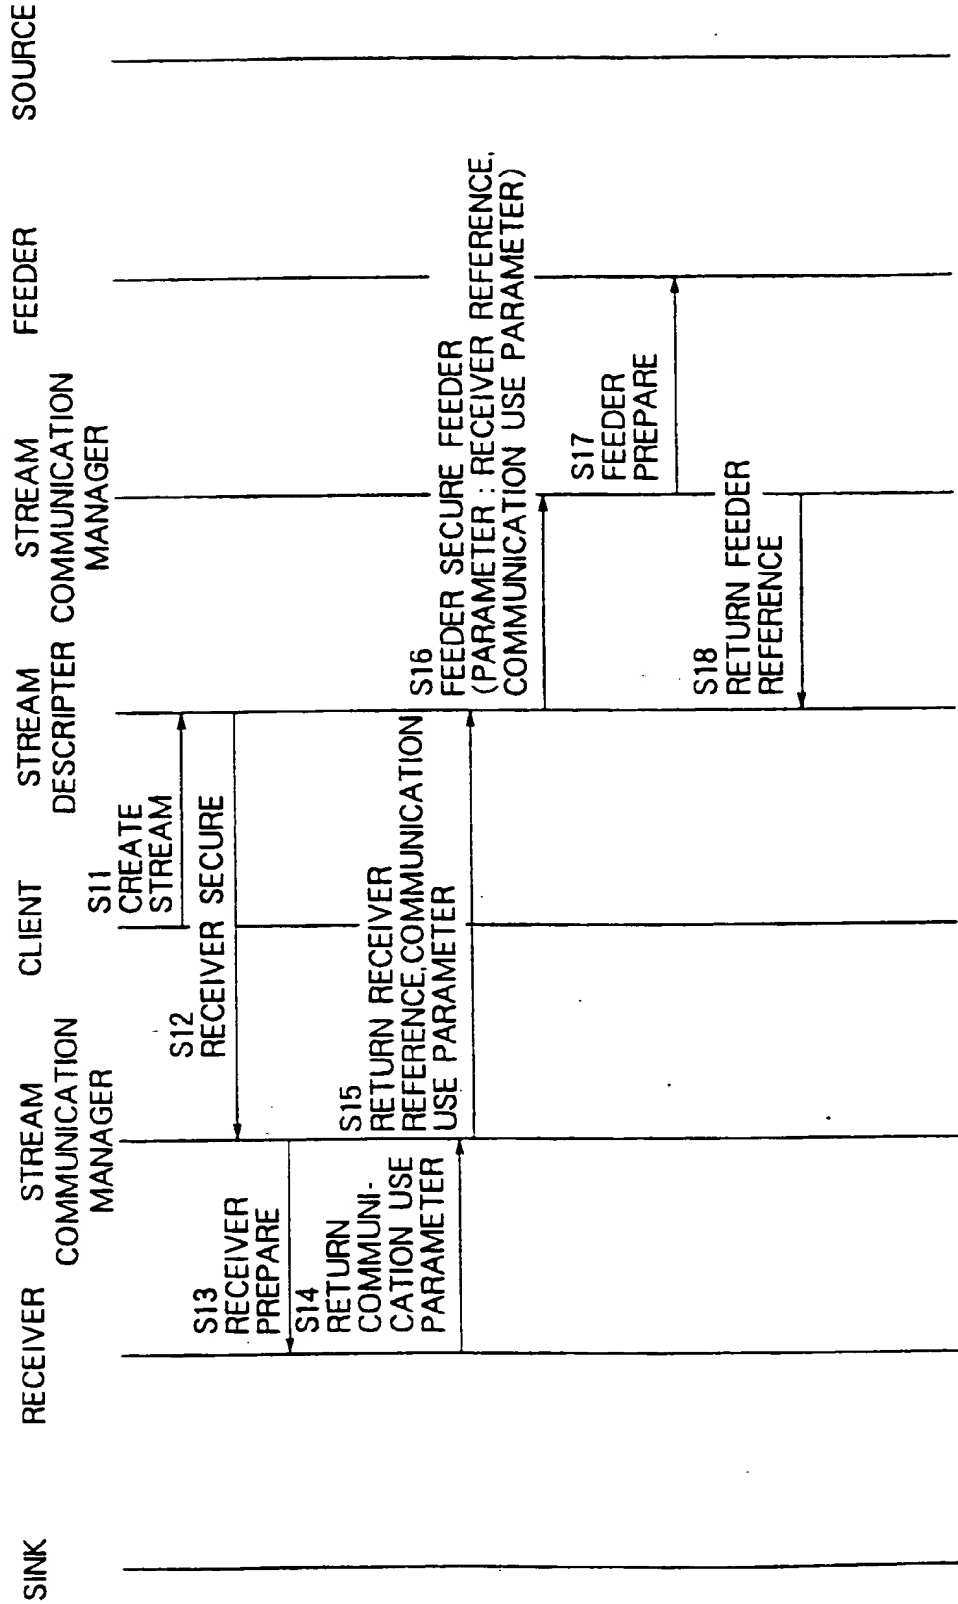 SINK
RECEIVER
STREAM
COMMUNICATION
MANAGER
CLIENT
STREAM
DESCRIPTER
STREAM
COMMUNICATION
MANAGER
FEEDER
SOURCE
S11
CREATE
STREAM
S12
RECEIVER SECURE
S13
RECEIVER
PREPARE
S14
RETURN
COMMUNI-
CATION USE
PARAMETER
S15
RETURN RECEIVER
REFERENCE,COMMUNICATION
USE PARAMETER
S16
FEEDER SECURE FEEDER
(PARAMETER : RECEIVER REFERENCE,
COMMUNICATION USE PARAMETER)
S17
FEEDER
PREPARE
S18
RETURN FEEDER
REFERENCE